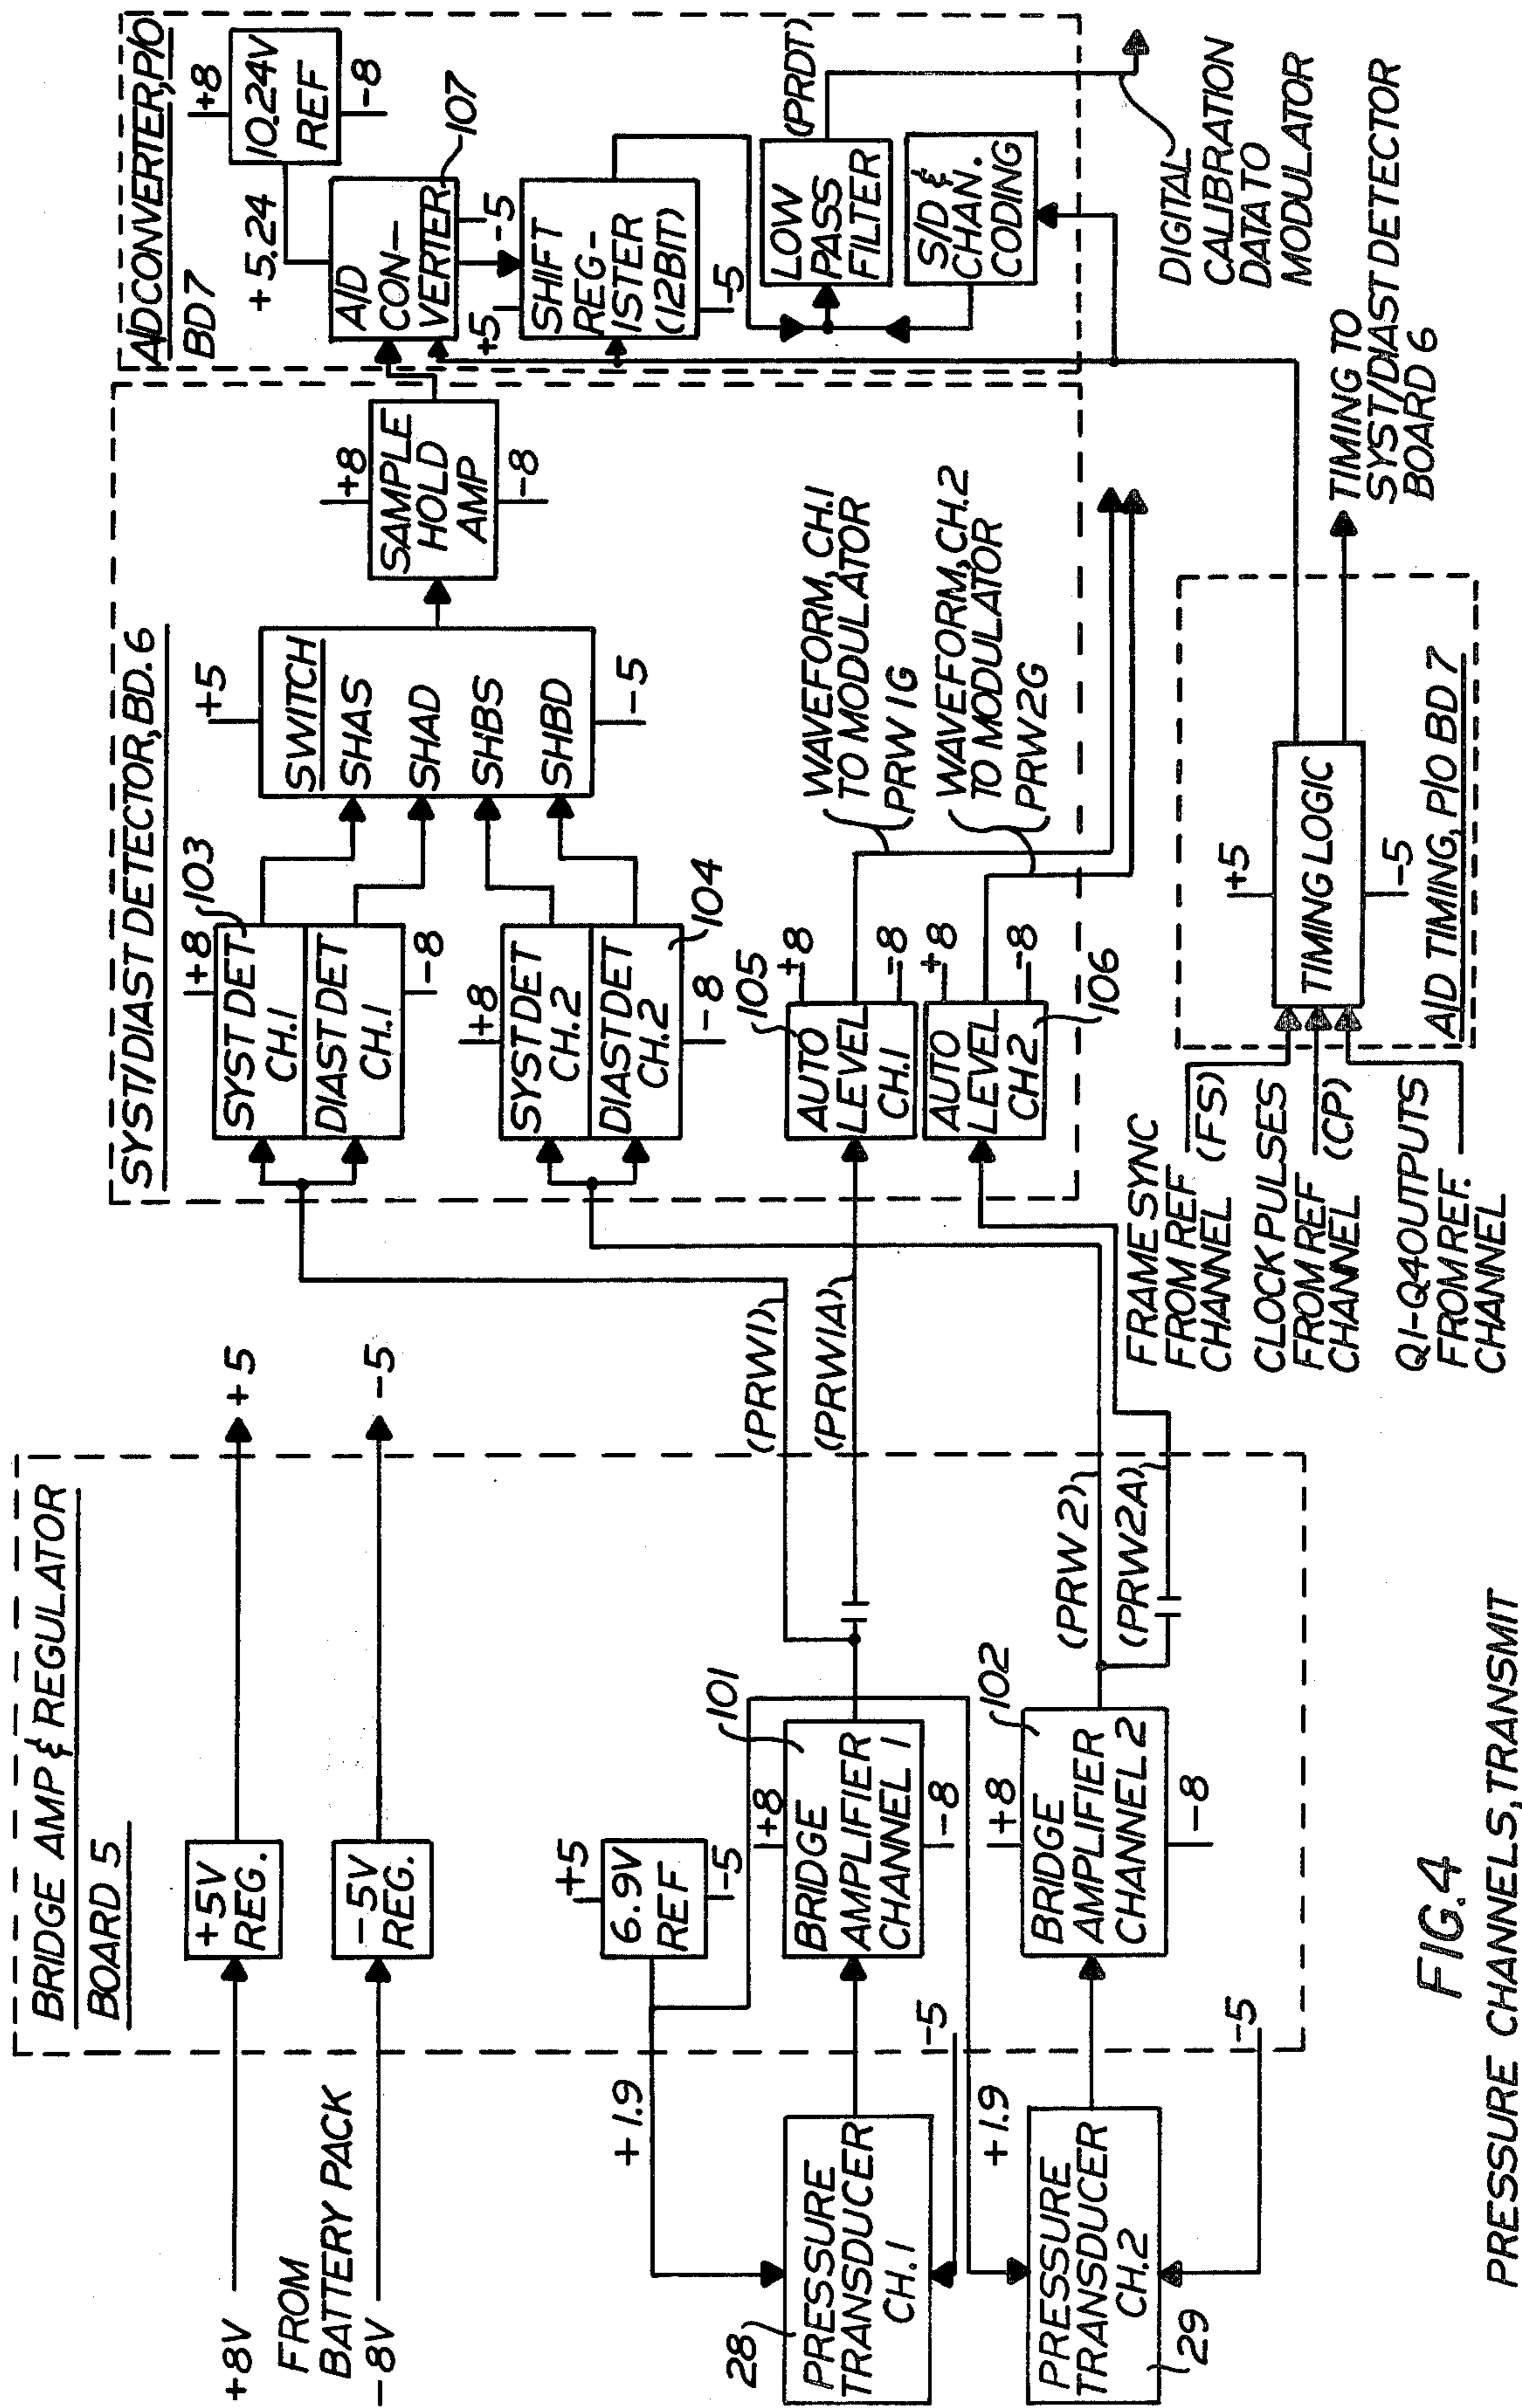 BRIDGE AMP & REGULATOR
BOARD 5
+8V
FROM
BATTERY PACK
-8V
+5V
REG.
+5
-5V
REG.
-5
+5
6.9V
REF
-5
+1.9
28
PRESSURE
TRANSDUCER
CH.1
-5
+8
101
BRIDGE
AMPLIFIER
CHANNEL 1
-8
+1.9
PRESSURE
TRANSDUCER
CH.2
29
-5
+8
102
BRIDGE
AMPLIFIER
CHANNEL 2
-8
(PRW1)
(PRW1A)
(PRW2)
(PRW2A)
SYST/DIAST DETECTOR, BD.6
+8
103
SYST DET
CH.1
DIAST DET
CH.1
-8
+8
SYST DET
CH.2
DIAST DET
CH.2
104
-8
+5
SWITCH
SHAS
SHAD
SHBS
SHBD
-5
+8
SAMPLE
HOLD
AMP
-8
105
AUTO
LEVEL
CH.1
+8
-8
AUTO
LEVEL
CH2
+8
-8
106
WAVEFORM, CH.1
TO MODULATOR
PRW1G
WAVEFORM, CH.2
TO MODULATOR
PRW2G
A/D CONVERTER, P/O
BD7
+8
10.24V
REF
-8
+5.24
A/D
CON-
VERTER
107
-5
+5
SHIFT
REG-
ISTER
(12BIT)
-5
LOW
PASS
FILTER
(PRDT)
S/D &
CHAN.
CODING
DIGITAL
CALIBRATION
DATA TO
MODULATOR
FRAME SYNC
FROM REF
CHANNEL (FS)
CLOCK PULSES
FROM REF
CHANNEL (CP)
Q1-Q4 OUTPUTS
FROM REF.
CHANNEL
+5
TIMING LOGIC
-5
A/D TIMING, P/O BD 7
TIMING TO
SYST/DIAST DETECTOR
BOARD 6
FIG.4
PRESSURE CHANNELS, TRANSMIT